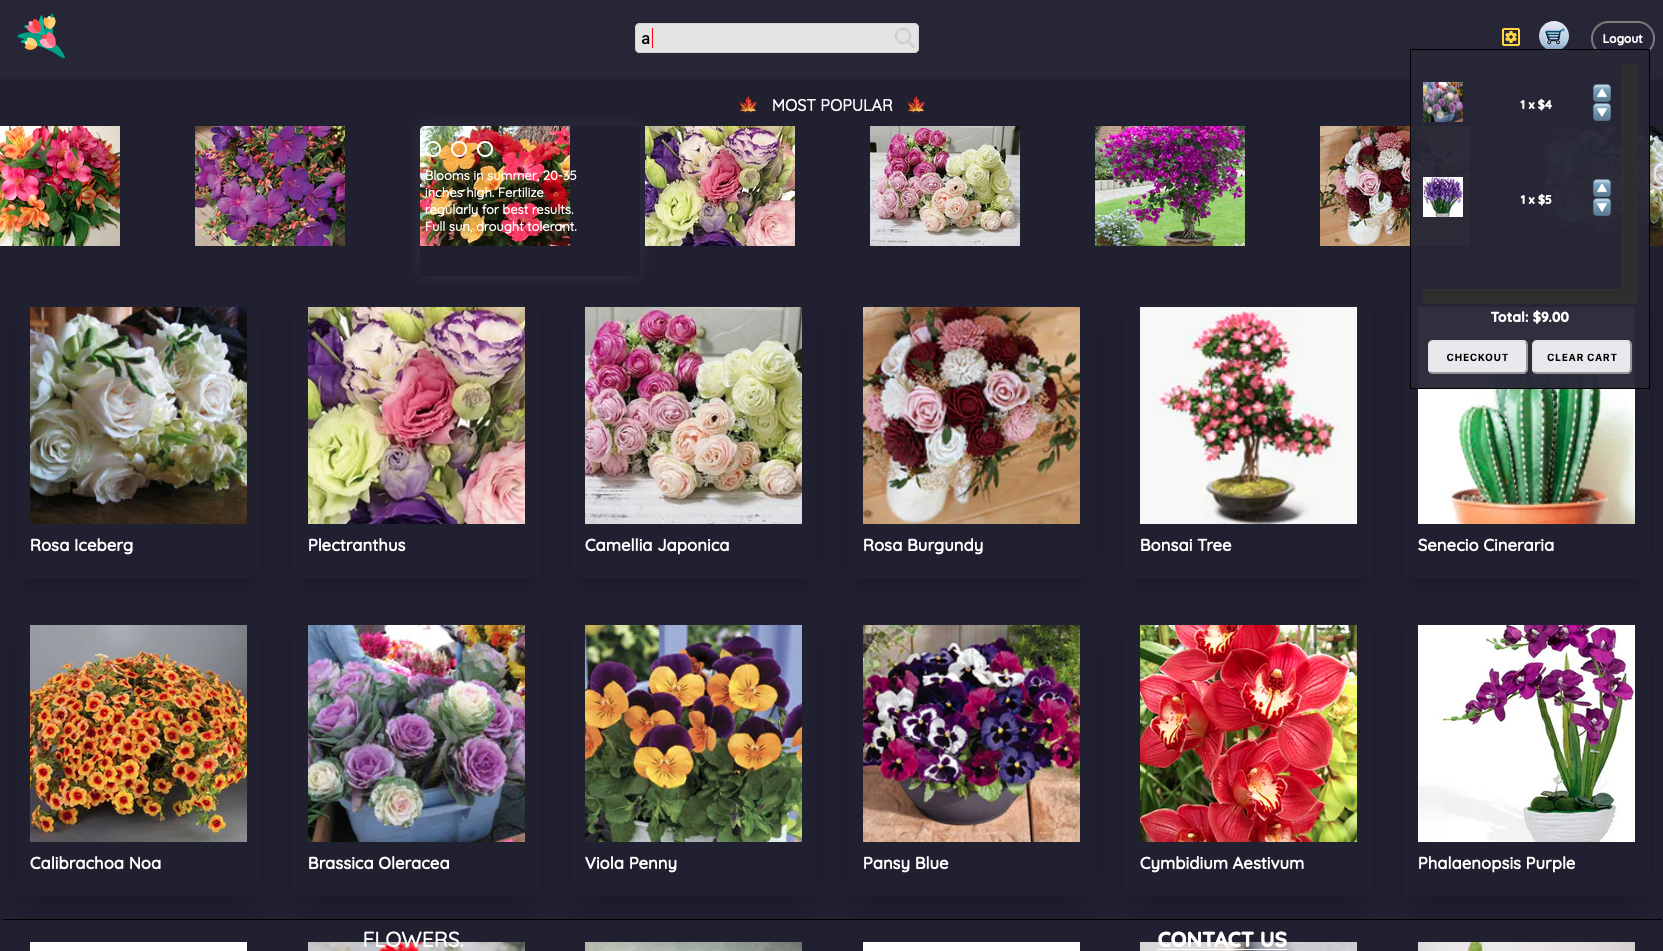 a
Logout
MOST POPULAR
Blooms in summer, 20-35
inches high. Fertilize
regularly for best results.
Full sun, drought tolerant.
1 x $4
1 x $5
Total: $9.00
CHECKOUT
CLEAR CART
Rosa Iceberg
Plectranthus
Camellia Japonica
Rosa Burgundy
Bonsai Tree
Senecio Cineraria
Calibrachoa Noa
Brassica Oleracea
Viola Penny
Pansy Blue
Cymbidium Aestivum
Phalaenopsis Purple
FLOWERS.
CONTACT US